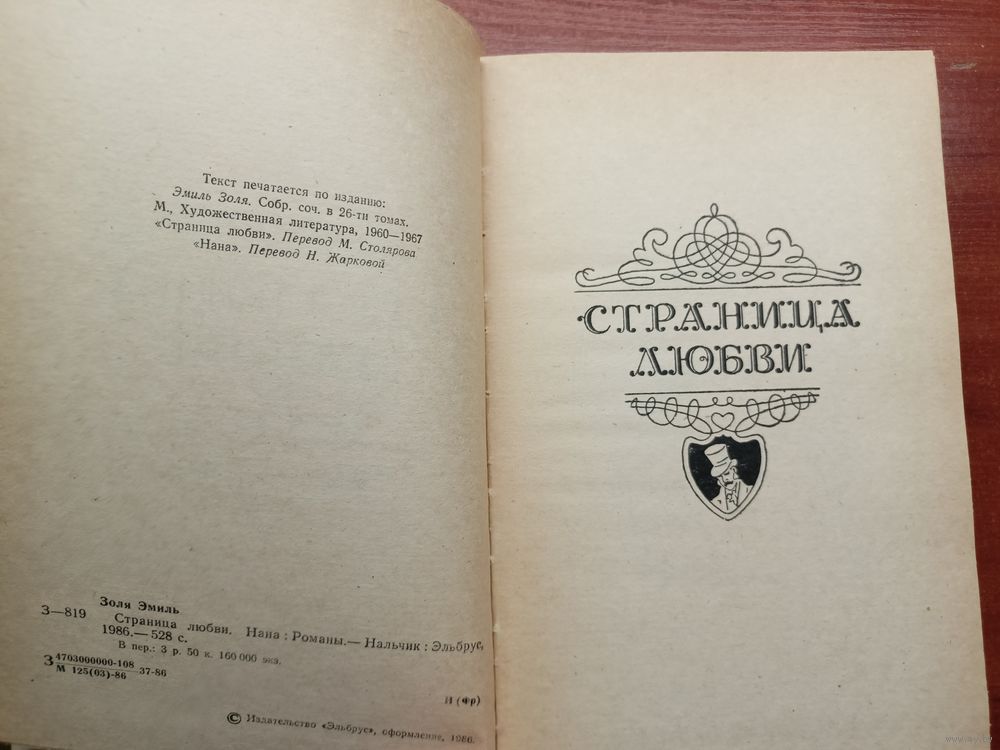 Текст печатается по изданию:
Эмиль Золя. Собр. соч. в 26-ти томах.
М., Художественная литература, 1960—1967
«Страница любви». Перевод М. Столярова
«Нана». Перевод Н. Жарковой
Золя Эмиль
З—819
Страница любви. Нана : Романы.— Нальчик : Эльбрус,
1986.— 528 с.
В пер.: 3 р. 50 к. 160 000 экз.
З 4703000000-108 37-86
М 125(03)-86
И (Фр)
© Издательство «Эльбрус», оформление, 1986.
СТРАНИЦА
ЛЮБВИ